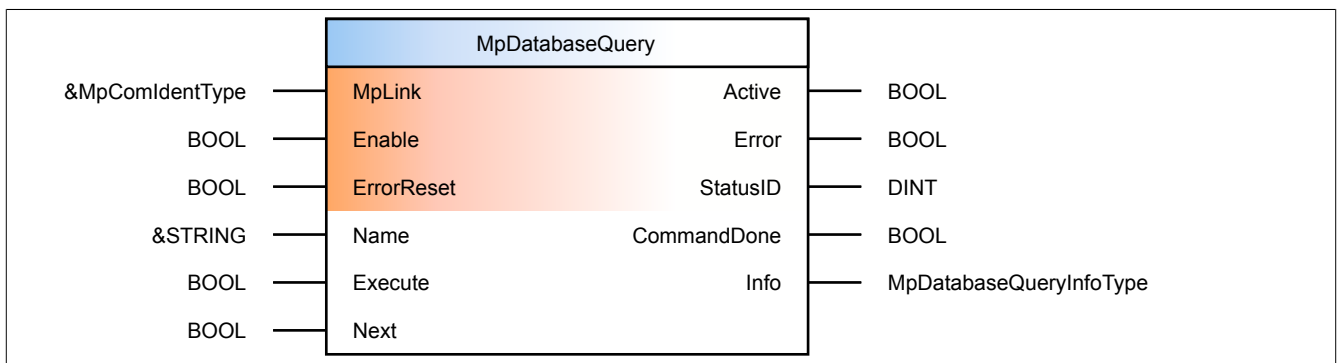 MpDatabaseQuery
&MpComIdentType MpLink Active BOOL
BOOL Enable Error BOOL
BOOL ErrorReset StatusID DINT
&STRING Name CommandDone BOOL
BOOL Execute Info MpDatabaseQueryInfoType
BOOL Next